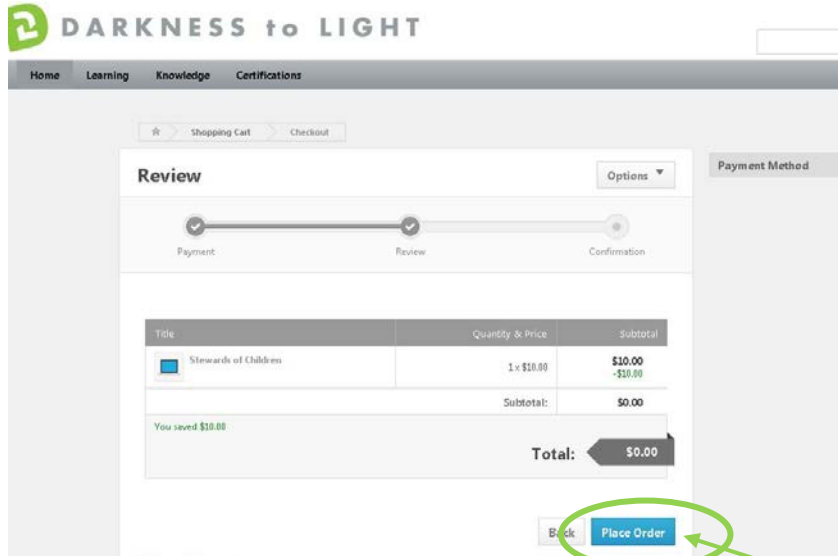 DARKNESS to LIGHT
Home Learning Knowledge Certifications
Shopping Cart Checkout
Review
Options
Payment Method
Payment Review Confirmation
Title Quantity & Price Subtotal
Stewards of Children 1 x $10.00 $10.00
-$10.00
Subtotal: $0.00
You saved $10.00
Total: $0.00
Back Place Order